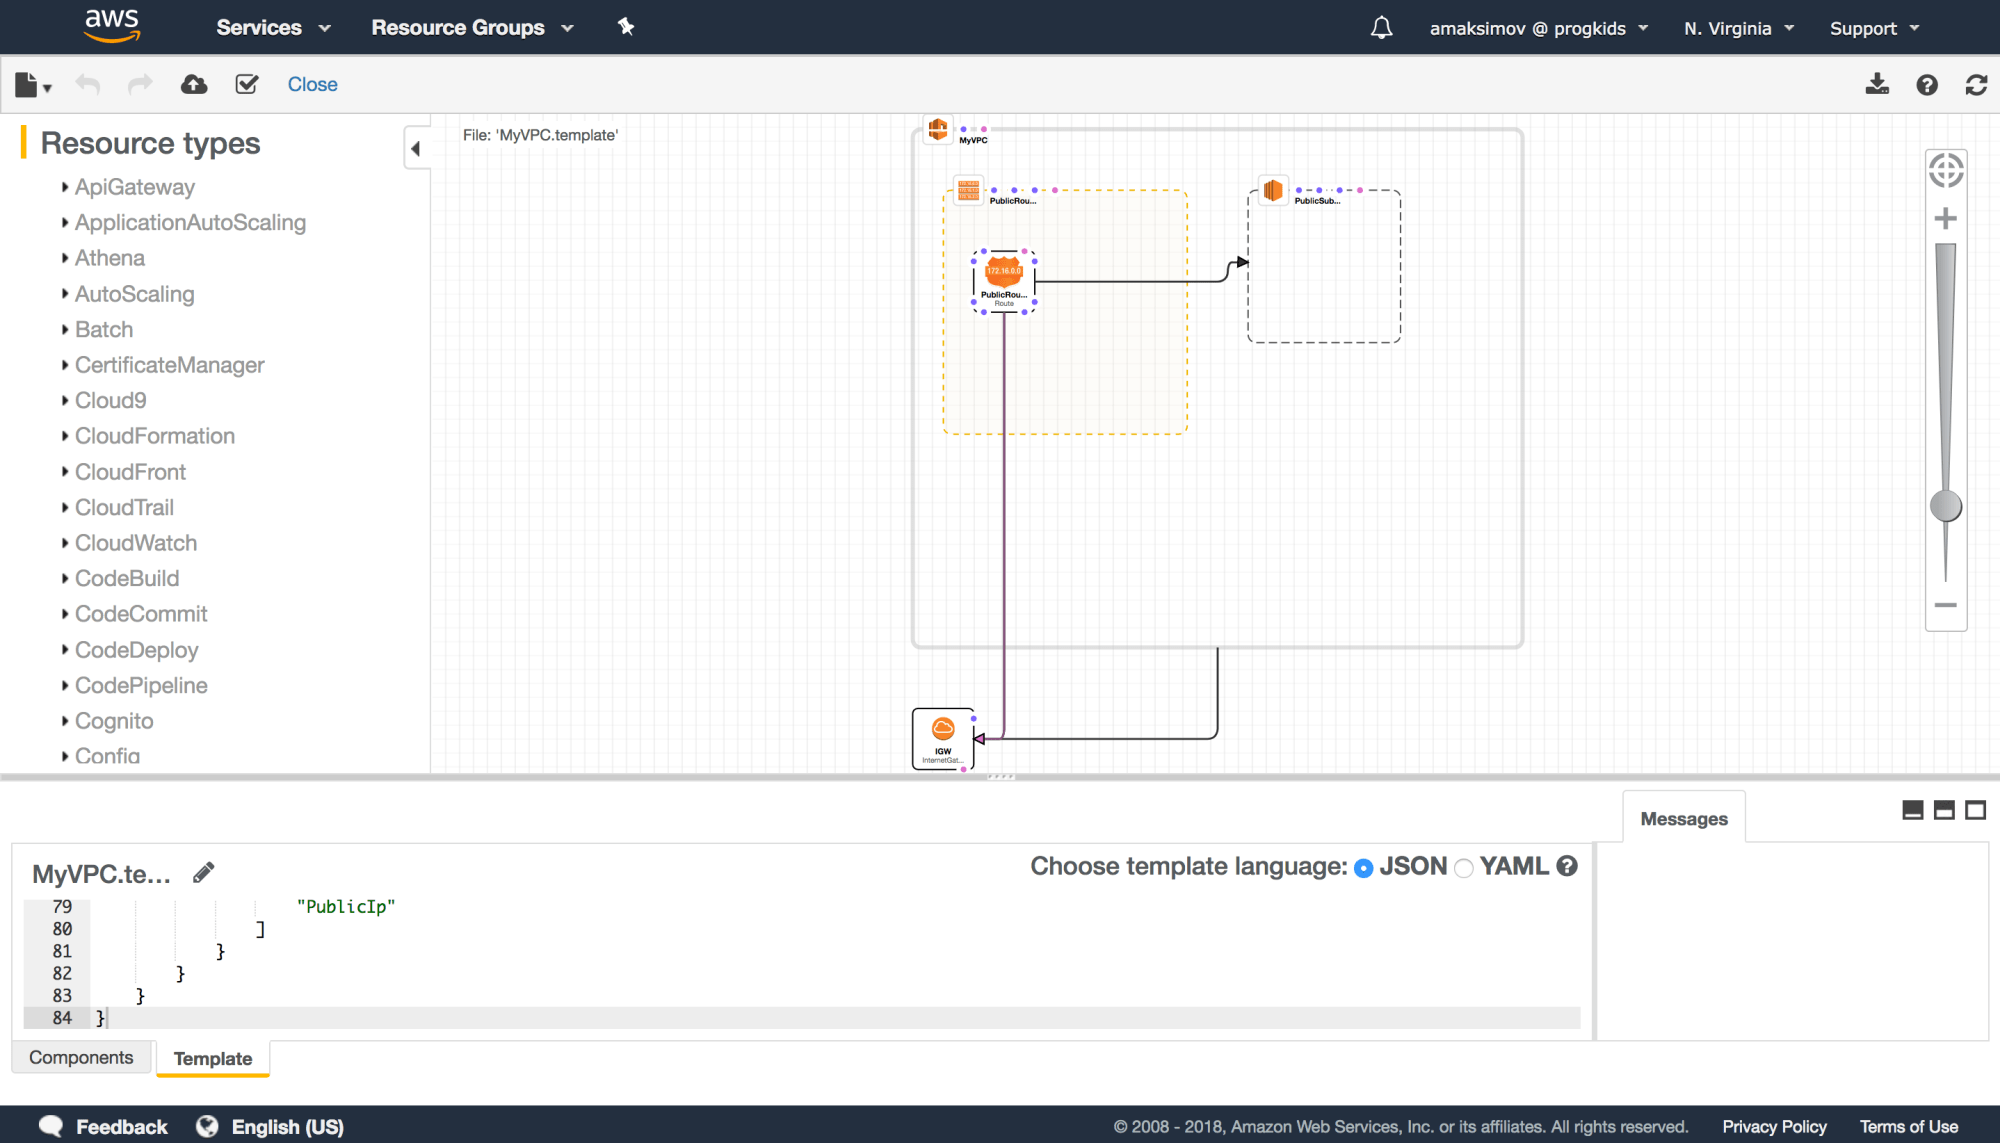 aws
Services
Resource Groups
amaksimov @ progkids
N. Virginia
Support
Close
Resource types
ApiGateway
ApplicationAutoScaling
Athena
AutoScaling
Batch
CertificateManager
Cloud9
CloudFormation
CloudFront
CloudTrail
CloudWatch
CodeBuild
CodeCommit
CodeDeploy
CodePipeline
Cognito
Config
File: 'MyVPC.template'
MyVPC
PublicRou...
PublicSub...
172.16.0.0
PublicRou...
Route
IGW
InternetGat...
Messages
MyVPC.te...
Choose template language: JSON YAML
79 "PublicIp"
80 ]
81 }
82 }
83 }
84 }
Components
Template
Feedback
English (US)
© 2008 - 2018, Amazon Web Services, Inc. or its affiliates. All rights reserved.
Privacy Policy
Terms of Use